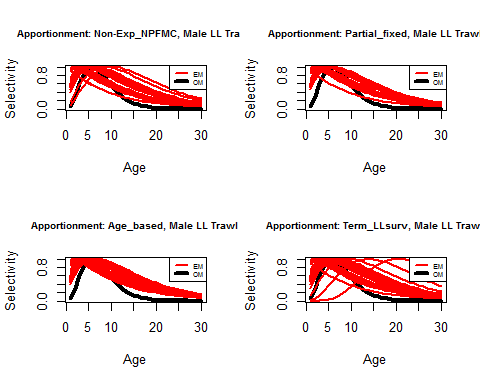 Apportionment: Non-Exp_NPFMC, Male LL Tra
Selectivity
0.0 0.8
EM
OM
0 5 10 20 30
Age
Apportionment: Partial_fixed, Male LL Trawl
Selectivity
0.0 0.8
EM
OM
0 5 10 20 30
Age
Apportionment: Age_based, Male LL Trawl
Selectivity
0.0 0.8
EM
OM
0 5 10 20 30
Age
Apportionment: Term_LLsurv, Male LL Trawl
Selectivity
0.0 0.8
EM
OM
0 5 10 20 30
Age